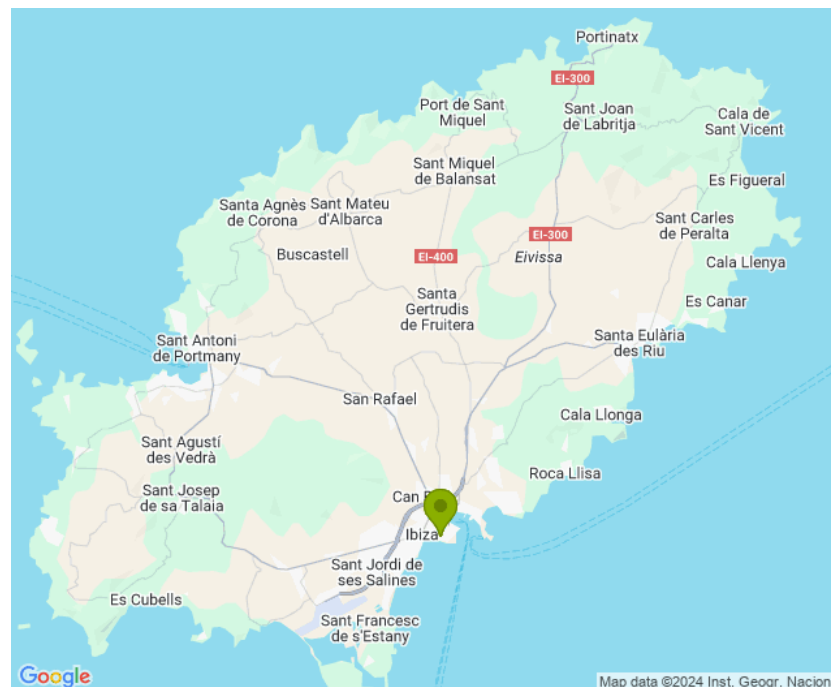 Portinatx
EI-300
Port de Sant
Miquel
Sant Joan
de Labritja
Cala de
Sant Vicent
Sant Miquel
de Balansat
Es Figueral
Santa Agnès
de Corona
Sant Mateu
d'Albarca
Sant Carles
de Peralta
EI-300
Buscastell
EI-400
Eivissa
Cala Llenya
Santa
Gertrudis
de Fruitera
Es Canar
Sant Antoni
de Portmany
Santa Eulària
des Riu
San Rafael
Cala Llonga
Sant Agustí
des Vedrà
Roca Llisa
Sant Josep
de sa Talaia
Can
Ibiza
Sant Jordi de
ses Salines
Es Cubells
Sant Francesc
de s'Estany
Google
Map data ©2024 Inst. Geogr. Nacion